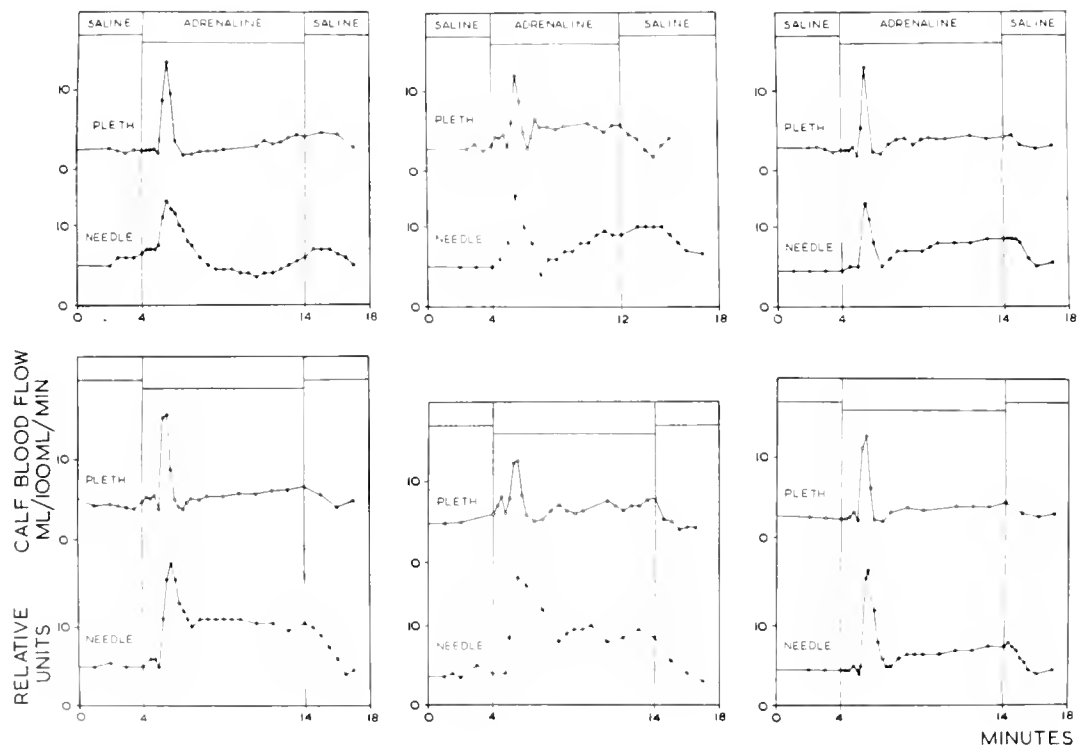 SALINE ADRENALINE SALINE
10
PLETH
0
10
NEEDLE
0
0 4 14 18
SALINE ADRENALINE SALINE
10
PLETH
0
10
NEEDLE
0
0 4 12 18
SALINE ADRENALINE SALINE
10
PLETH
0
10
NEEDLE
0
0 4 14 18
CALF BLOOD FLOW
ML/100ML/MIN
RELATIVE
UNITS
10
PLETH
0
10
NEEDLE
0
0 4 14 18
10
PLETH
0
10
NEEDLE
0
0 4 14 18
10
PLETH
0
10
NEEDLE
0
0 4 14 18
MINUTES